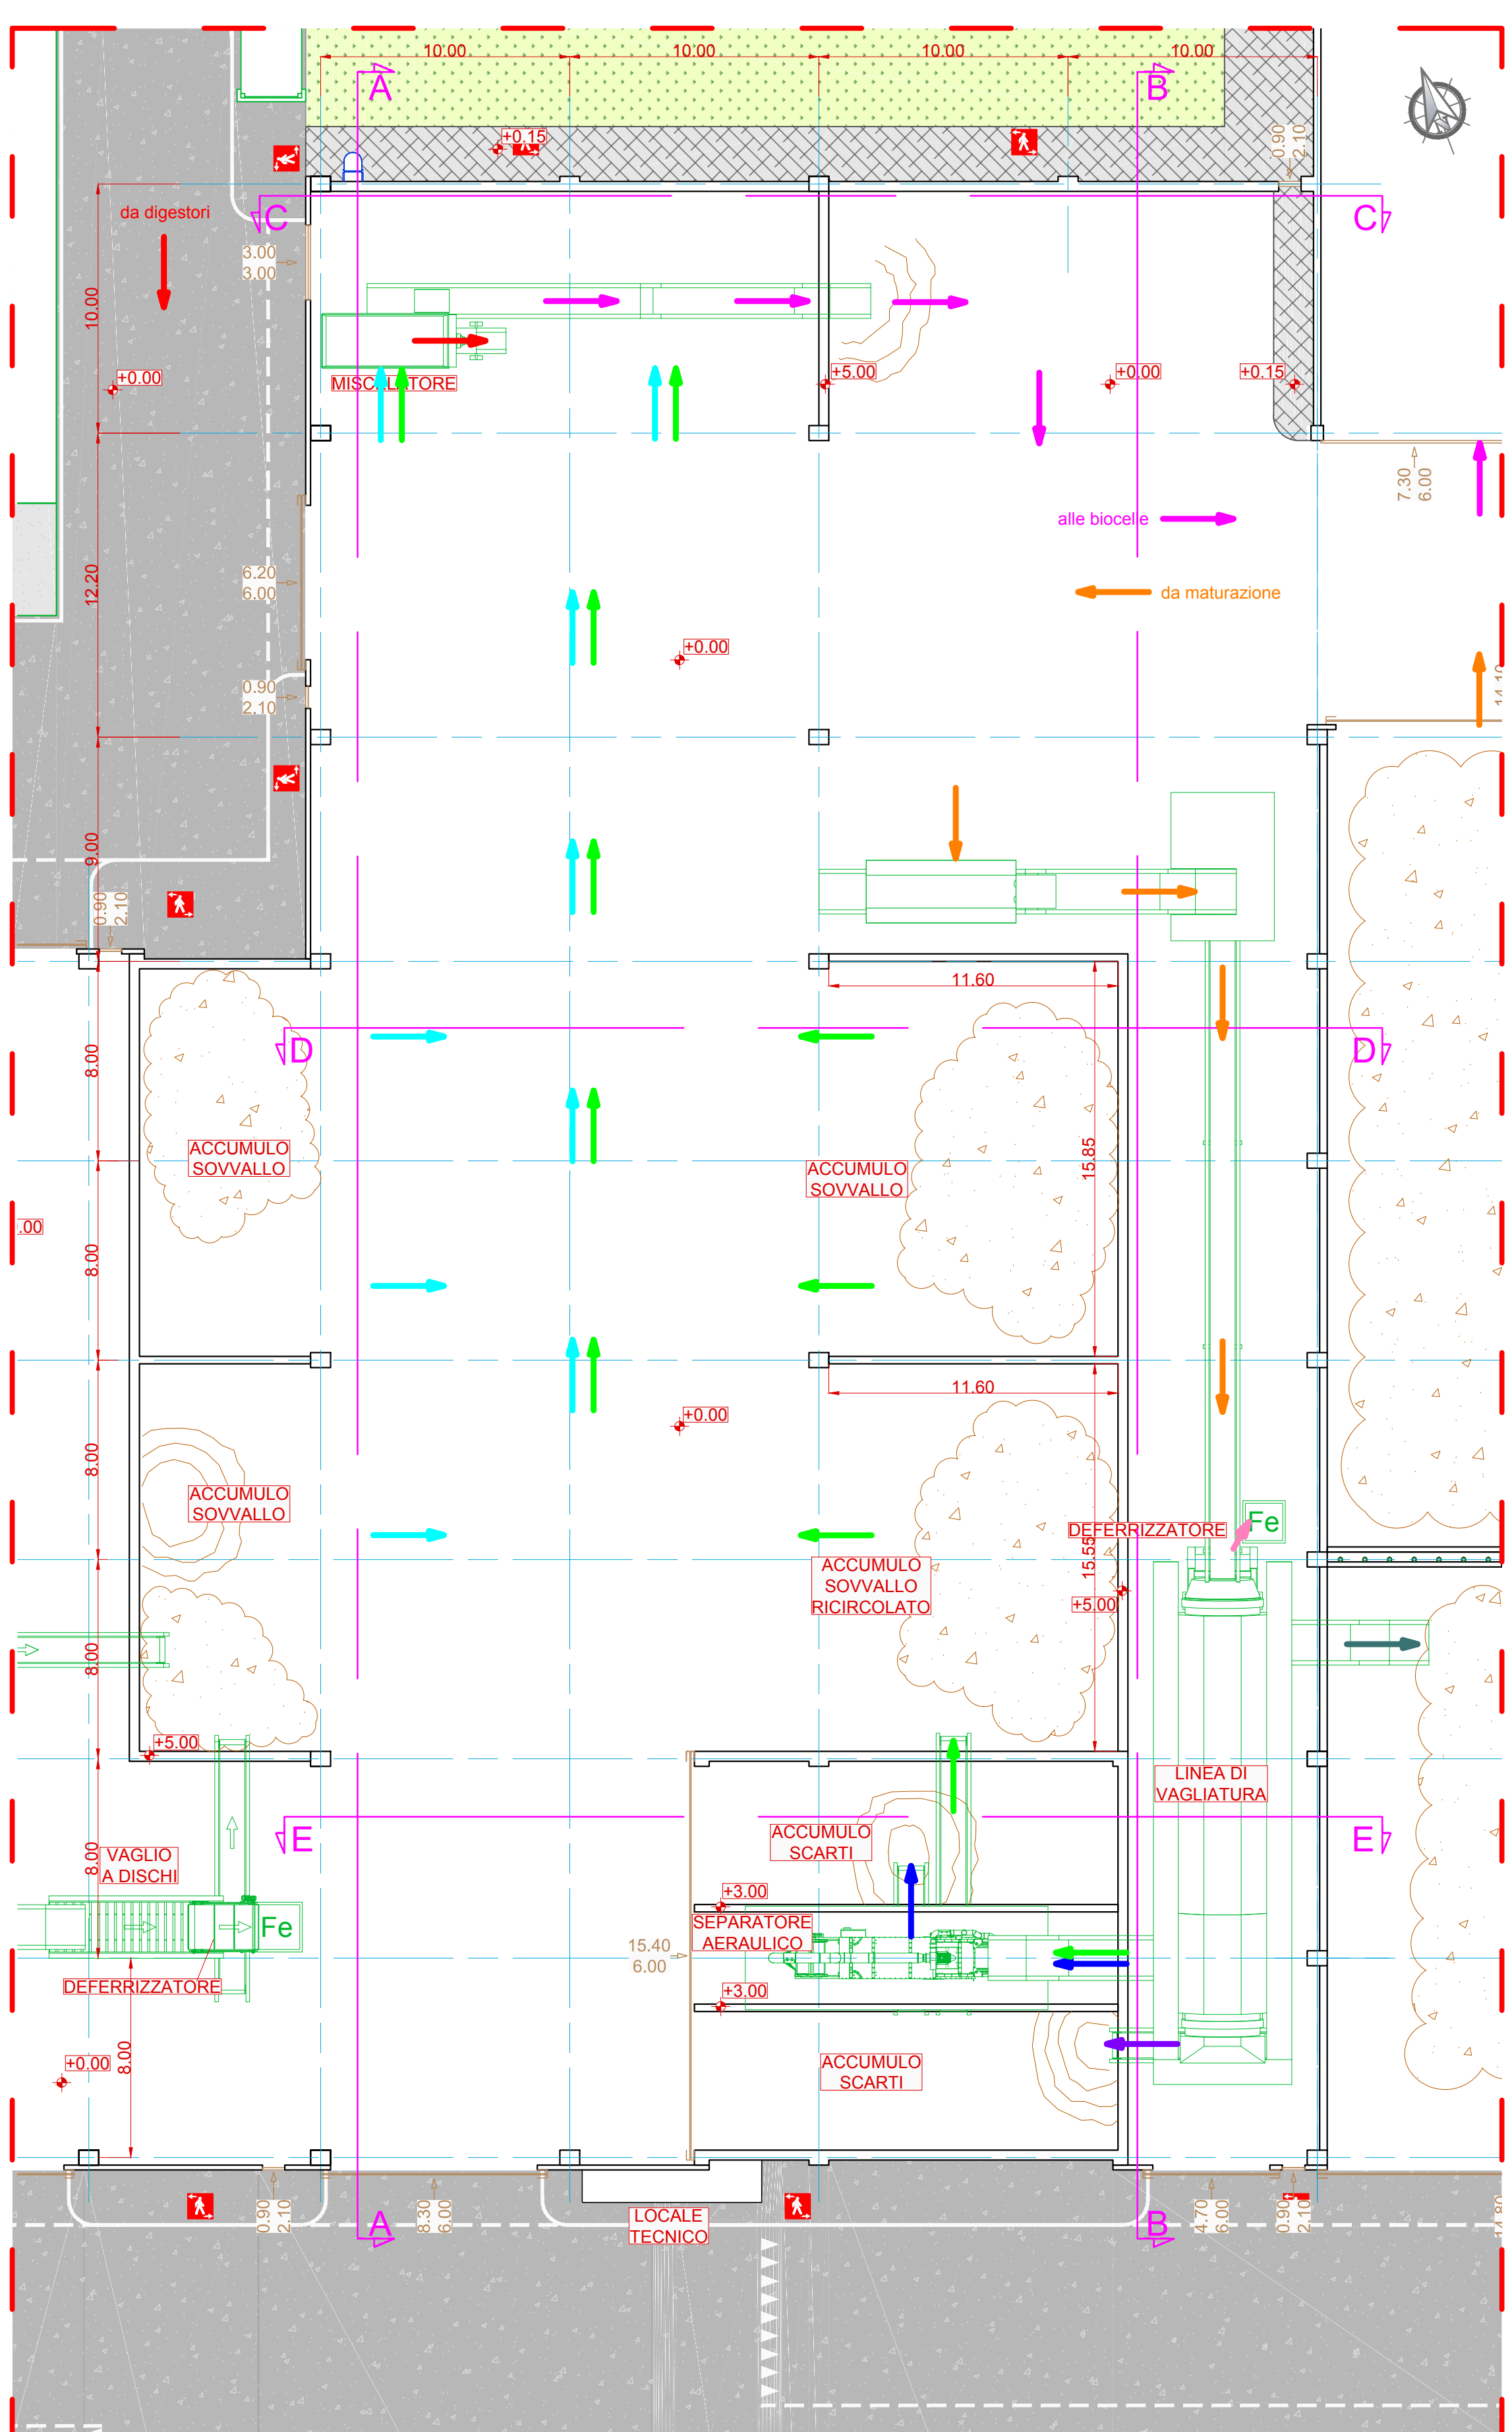 10.00
10.00
10.00
10.00
A
B
+0.15
0.90
2.10
da digestori
C
C
3.00
3.00
10.00
+0.00
MISCELATORE
+5.00
+0.00
+0.15
7.30
6.00
alle biocelle
12.20
6.20
6.00
da maturazione
+0.00
0.90
2.10
14.10
9.00
0.90
2.10
11.60
D
D
8.00
ACCUMULO
SOVVALLO
ACCUMULO
SOVVALLO
15.85
.00
8.00
11.60
+0.00
8.00
ACCUMULO
SOVVALLO
DEFERRIZZATORE
Fe
ACCUMULO
SOVVALLO
RICIRCOLATO
15.55
+5.00
8.00
+5.00
LINEA DI
VAGLIATURA
E
E
ACCUMULO
SCARTI
8.00
VAGLIO
A DISCHI
+3.00
SEPARATORE
AERAULICO
Fe
15.40
6.00
DEFERRIZZATORE
+3.00
8.00
+0.00
ACCUMULO
SCARTI
0.90
2.10
A
8.30
6.00
LOCALE
TECNICO
B
4.70
6.00
0.90
2.10
14.80